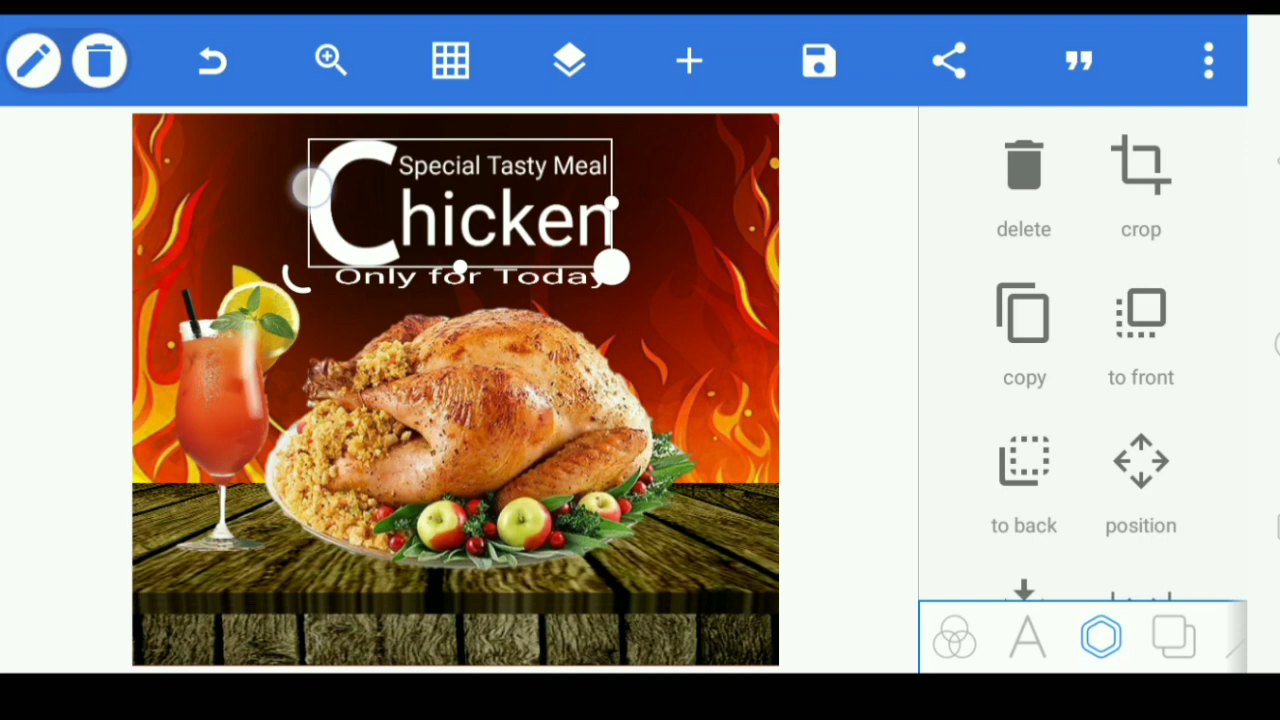 Special Tasty Meal
Chicken
Only for Today
delete
crop
copy
to front
to back
position